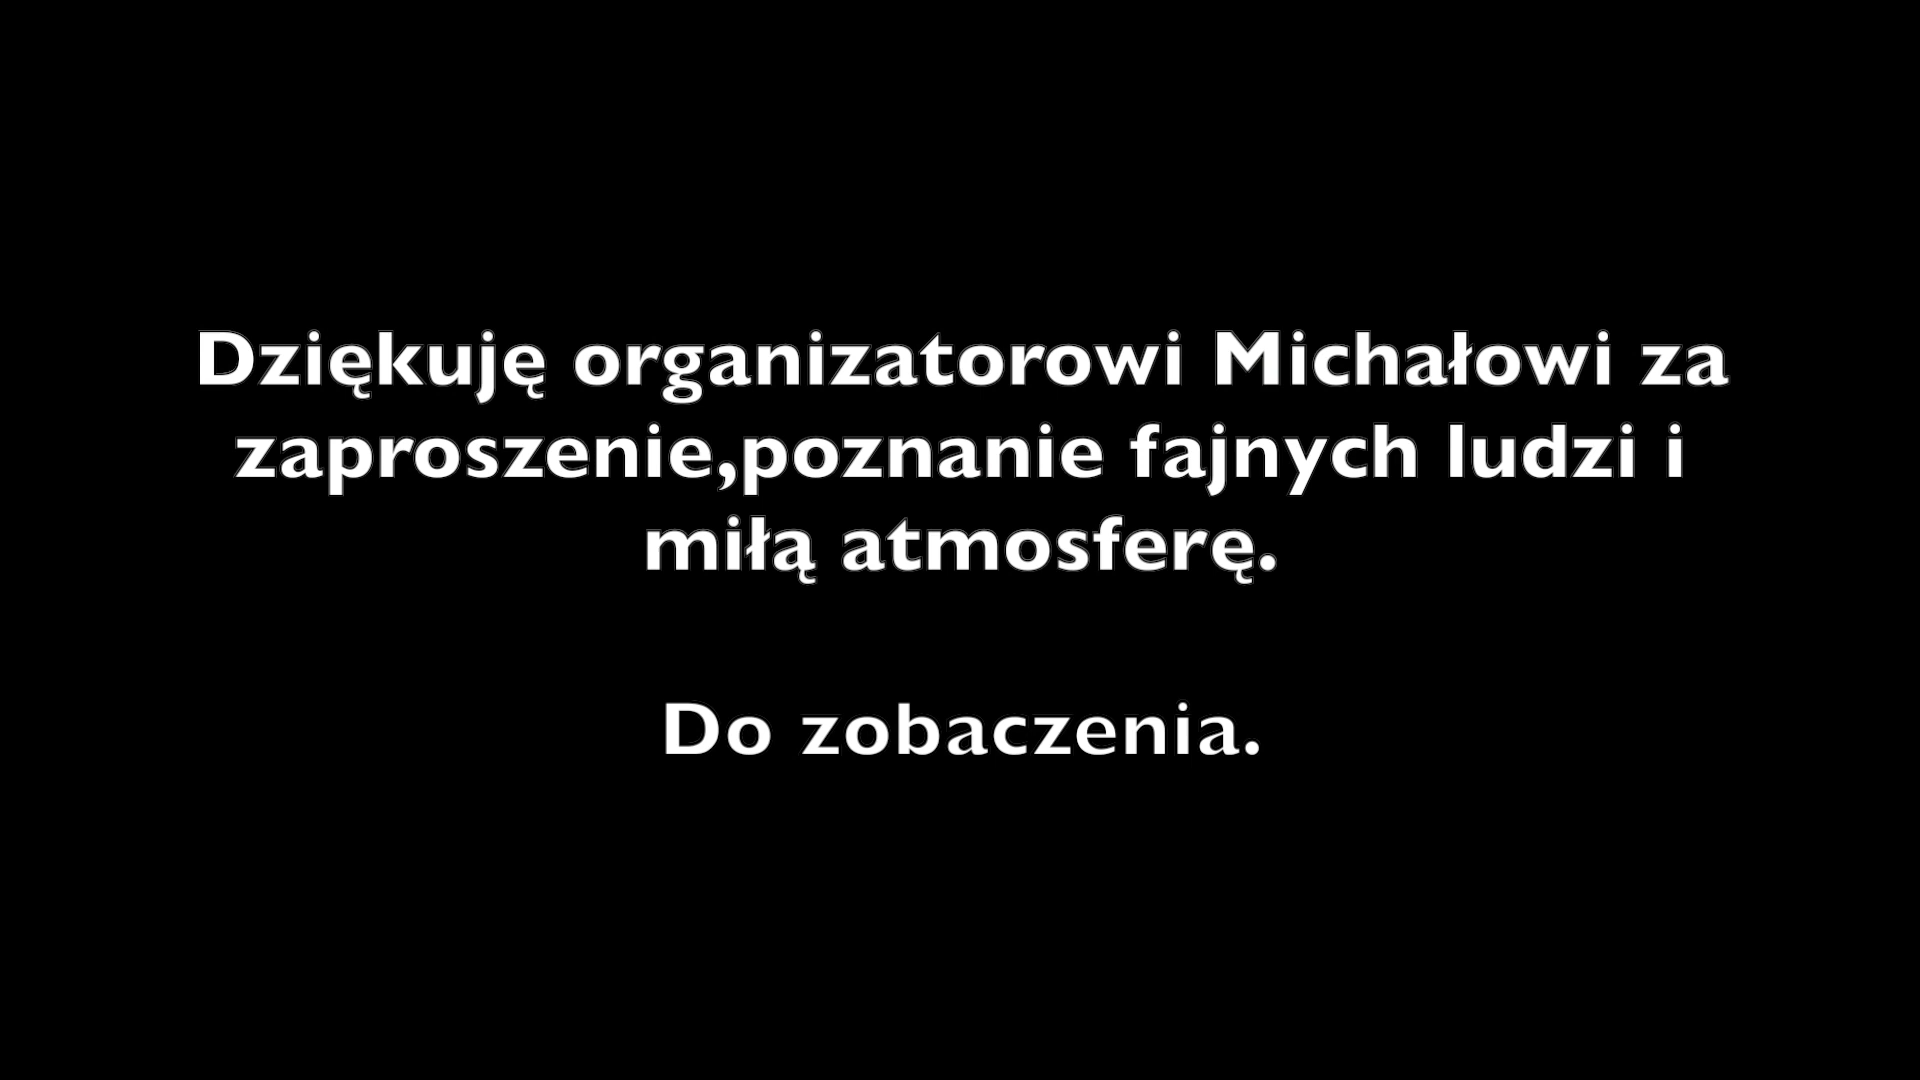 Dziękuję organizatorowi Michałowi za
zaproszenie,poznanie fajnych ludzi i
miłą atmosferę.
Do zobaczenia.